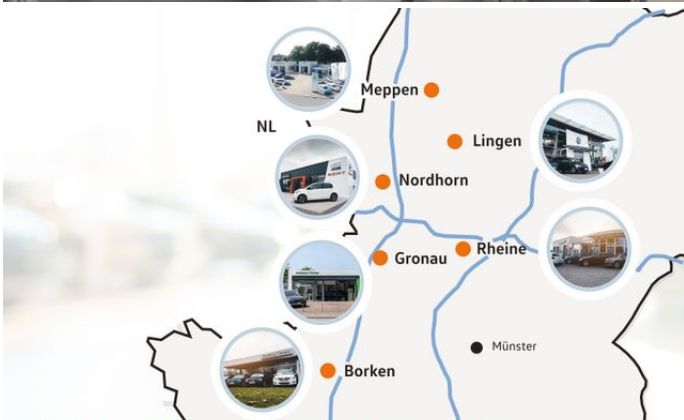 Meppen
NL
Lingen
Nordhorn
Gronau
Rheine
Münster
Borken